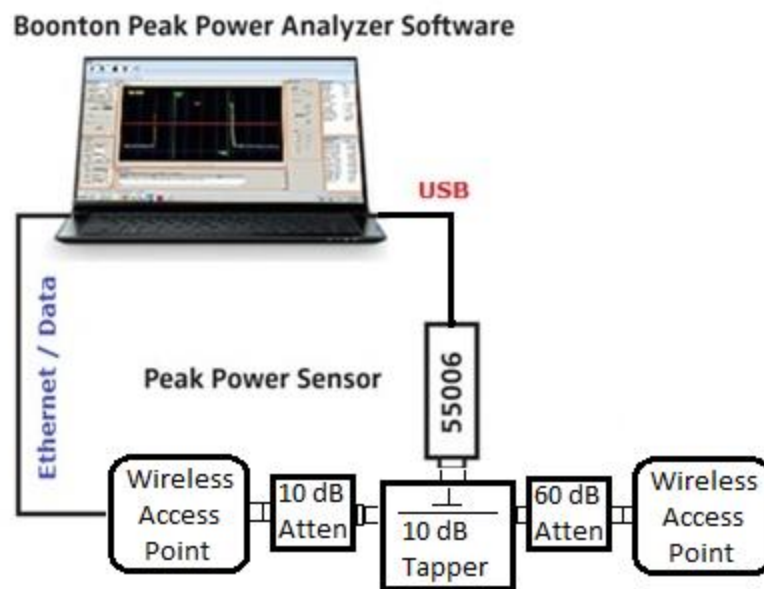 Boonton Peak Power Analyzer Software
USB
Ethernet / Data
Peak Power Sensor
55006
Wireless
Access
Point
10 dB
Atten
10 dB
Tapper
60 dB
Atten
Wireless
Access
Point